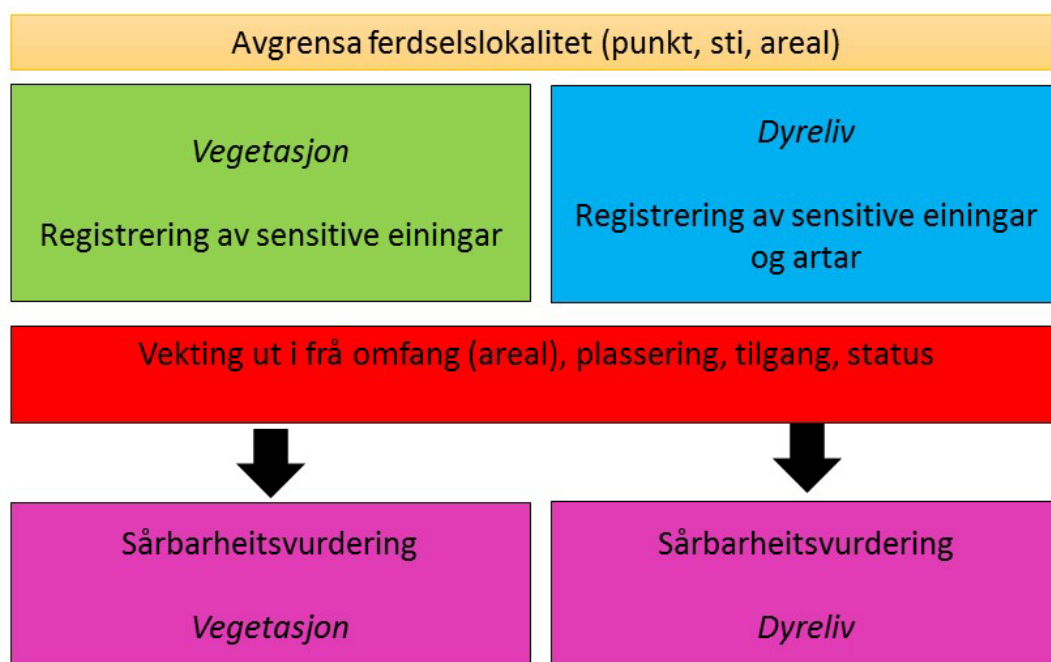 Avgrensa ferdselslokalitet (punkt, sti, areal)
Vegetasjon
Registrering av sensitive einingar
Dyreliv
Registrering av sensitive einingar
og artar
Vekting ut i frå omfang (areal), plassering, tilgang, status
Sårbarheitsvurdering
Vegetasjon
Sårbarheitsvurdering
Dyreliv